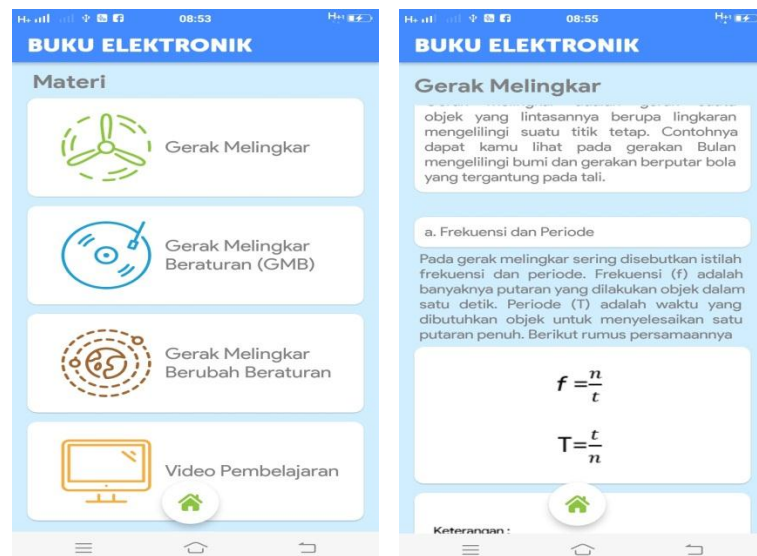 08:53
BUKU ELEKTRONIK
Materi
Gerak Melingkar
Gerak Melingkar
Beraturan (GMB)
Gerak Melingkar
Berubah Beraturan
Video Pembelajaran
08:55
BUKU ELEKTRONIK
Gerak Melingkar
objek yang lintasannya berupa lingkaran
mengelilingi suatu titik tetap. Contohnya
dapat kamu lihat pada gerakan Bulan
mengelilingi bumi dan gerakan berputar bola
yang tergantung pada tali.
a. Frekuensi dan Periode
Pada gerak melingkar sering disebutkan istilah
frekuensi dan periode. Frekuensi (f) adalah
banyaknya putaran yang dilakukan objek dalam
satu detik. Periode (T) adalah waktu yang
dibutuhkan objek untuk menyelesaikan satu
putaran penuh. Berikut rumus persamaannya
f = n/t
T= t/n
Keterangan :